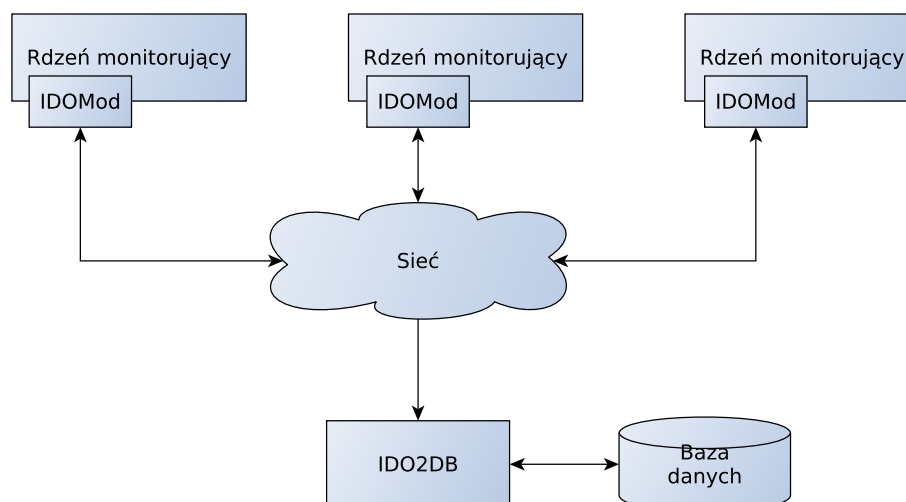 Rdzeń monitorujący
Rdzeń monitorujący
Rdzeń monitorujący
IDOMod
IDOMod
IDOMod
Sieć
IDO2DB
Baza
danych